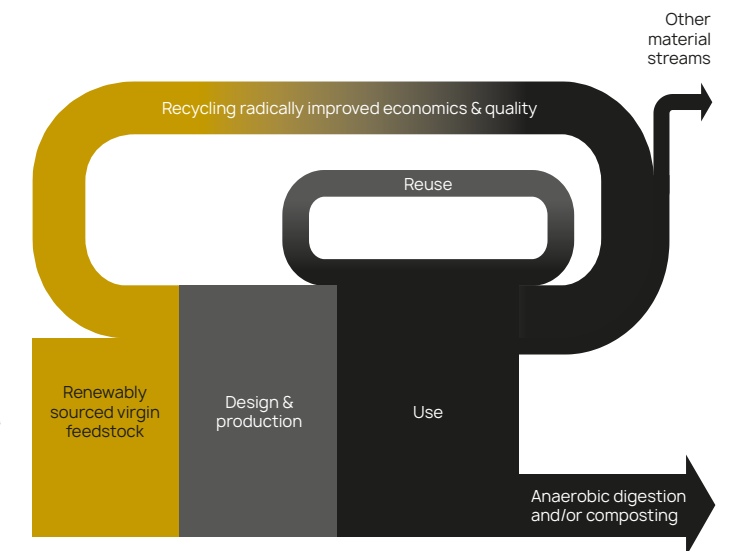 Other
material
streams
Recycling radically improved economics & quality
Reuse
Renewably
sourced virgin
feedstock
Design &
production
Use
Anaerobic digestion
and/or composting